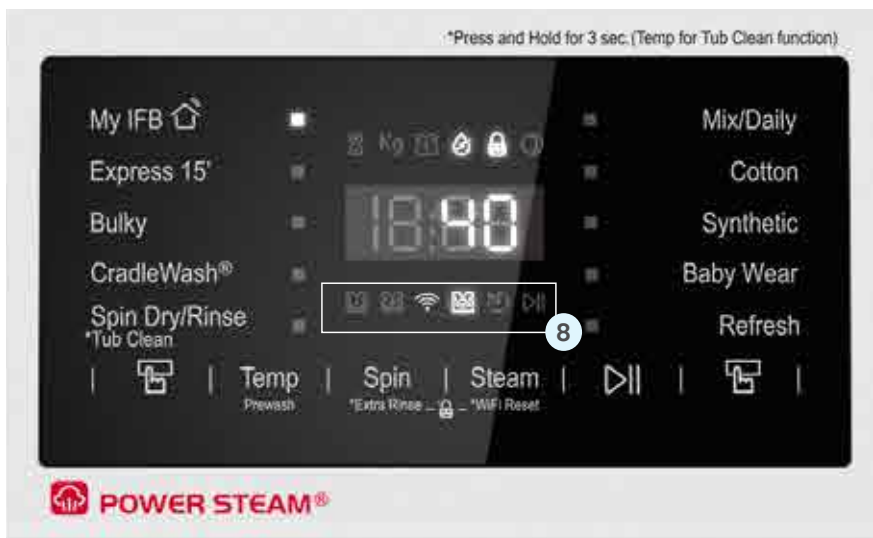 *Press and Hold for 3 sec.(Temp for Tub Clean function)
My IFB
Express 15'
Bulky
CradleWash®
Spin Dry/Rinse
*Tub Clean
Kg
18:40
8
Mix/Daily
Cotton
Synthetic
Baby Wear
Refresh
Temp
Prewash
Spin
*Extra Rinse
Steam
*WiFi Reset
POWER STEAM®